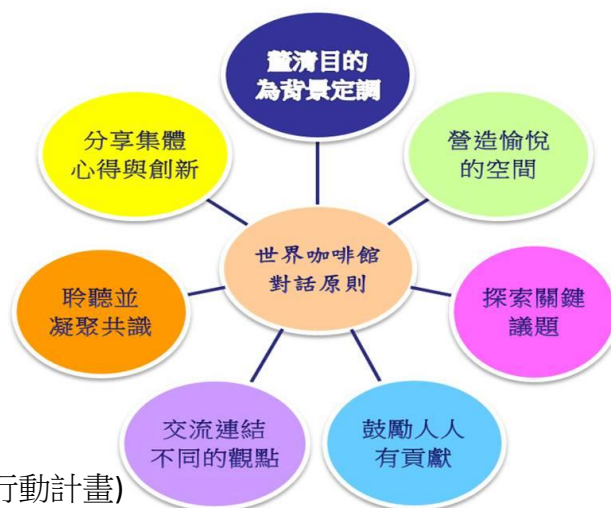 釐清目的
為背景定調
營造愉悅
的空間
探索關鍵
議題
鼓勵人人
有貢獻
交流連結
不同的觀點
聆聽並
凝聚共識
分享集體
心得與創新
世界咖啡館
對話原則
行動計畫)